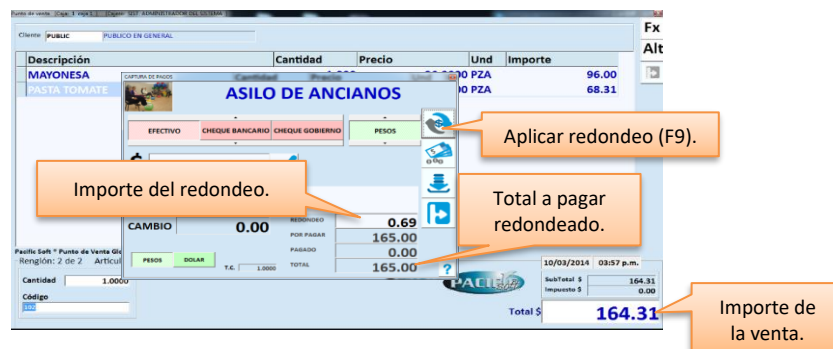 Punto de venta
Cliente PUBLIC PUBLICO EN GENERAL
Fx
Alt
Descripción Cantidad Precio Und Importe
MAYONESA PZA 96.00
PASTA TOMATE PZA 68.31
CAPTURA DE PAGOS
ASILO DE ANCIANOS
EFECTIVO CHEQUE BANCARIO CHEQUE GOBIERNO PESOS
Aplicar redondeo (F9).
$
Importe del redondeo.
Total a pagar
redondeado.
CAMBIO 0.00
REDONDEO 0.69
POR PAGAR 165.00
PAGADO 0.00
PESOS DOLAR T.C. 1.0000 TOTAL 165.00 ?
Pacific Soft * Punto de Venta
Renglón: 2 de 2
10/03/2014 03:57 p.m.
Cantidad 1.0000
SubTotal $ 164.31
Impuesto $ 0.00
Código
Total $ 164.31
Importe de
la venta.